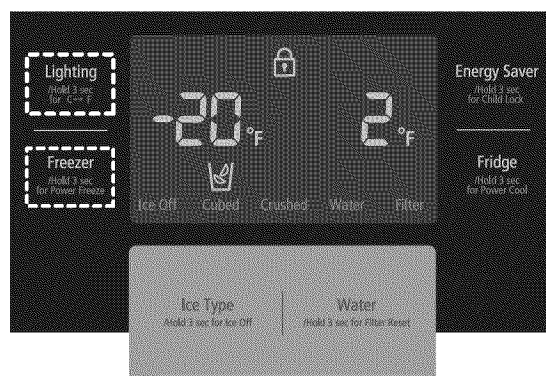 Lighting
/Hold 3 sec
for C↔ F
Freezer
/Hold 3 sec
for Power Freeze
-20 °F
2 °F
Ice Off Cubed Crushed Water Filter
Energy Saver
/Hold 3 sec
for Child Lock
Fridge
/Hold 3 sec
for Power Cool
Ice Type
/Hold 3 sec for Ice Off
Water
/Hold 3 sec for Filter Reset